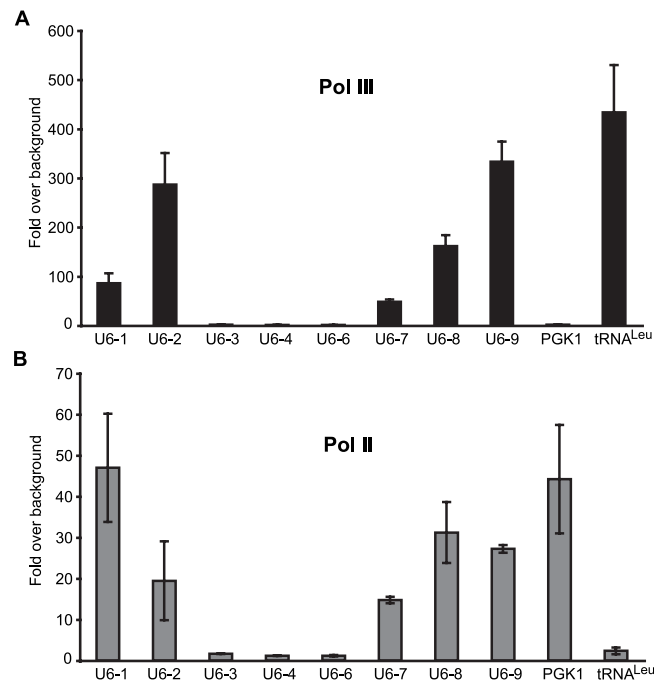 A
600
500
400
300
200
100
0
Fold over background
Pol III
U6-1 U6-2 U6-3 U6-4 U6-6 U6-7 U6-8 U6-9 PGK1 tRNALeu
B
70
60
50
40
30
20
10
0
Fold over background
Pol II
U6-1 U6-2 U6-3 U6-4 U6-6 U6-7 U6-8 U6-9 PGK1 tRNALeu